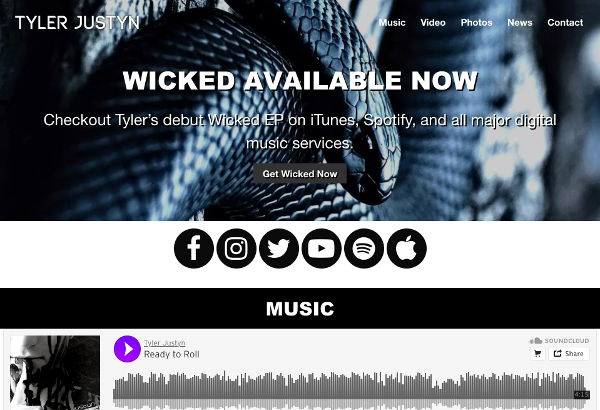 TYLER JUSTYN
Music Video Photos News Contact
WICKED AVAILABLE NOW
Checkout Tyler's debut Wicked EP on iTunes, Spotify, and all major digital
music services.
Get Wicked Now
MUSIC
Tyler Justyn
SOUNDCLOUD
Ready to Roll
Share
4:15